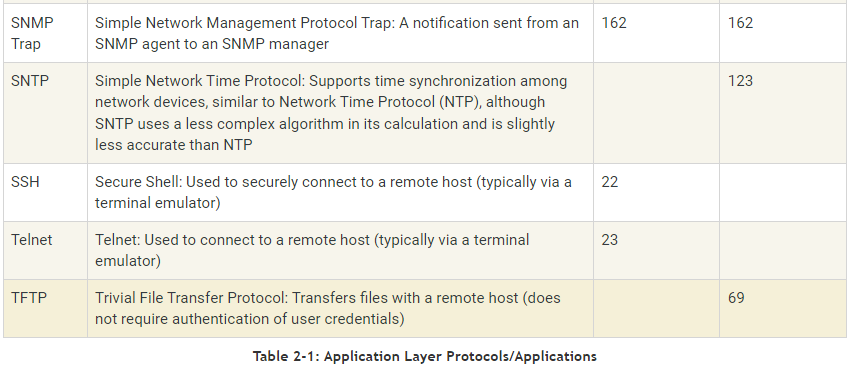 SNMP Trap
Simple Network Management Protocol Trap: A notification sent from an
SNMP agent to an SNMP manager
162
162
SNTP
Simple Network Time Protocol: Supports time synchronization among
network devices, similar to Network Time Protocol (NTP), although
SNTP uses a less complex algorithm in its calculation and is slightly
less accurate than NTP
123
SSH
Secure Shell: Used to securely connect to a remote host (typically via a
terminal emulator)
22
Telnet
Telnet: Used to connect to a remote host (typically via a terminal
emulator)
23
TFTP
Trivial File Transfer Protocol: Transfers files with a remote host (does
not require authentication of user credentials)
69
Table 2-1: Application Layer Protocols/Applications